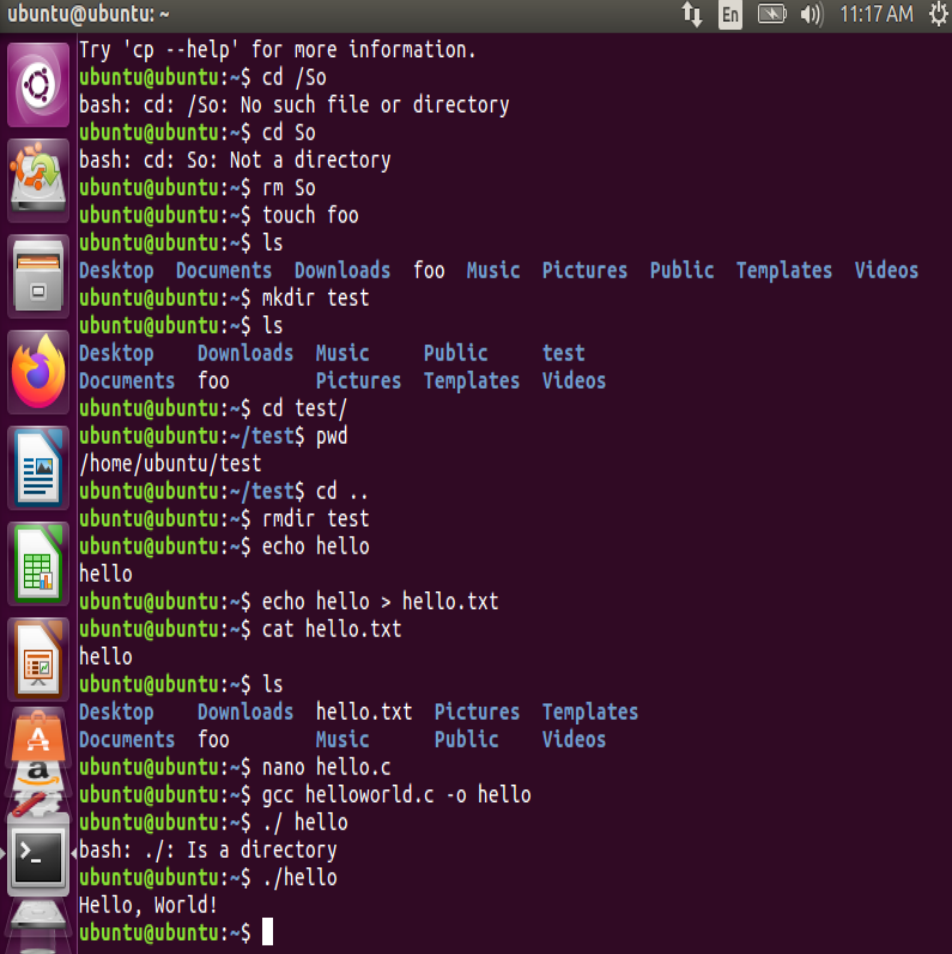 ubuntu@ubuntu: ~ En 11:17 AM
Try 'cp --help' for more information.
ubuntu@ubuntu:~$ cd /So
bash: cd: /So: No such file or directory
ubuntu@ubuntu:~$ cd So
bash: cd: So: Not a directory
ubuntu@ubuntu:~$ rm So
ubuntu@ubuntu:~$ touch foo
ubuntu@ubuntu:~$ ls
Desktop  Documents  Downloads  foo  Music  Pictures  Public  Templates  Videos
ubuntu@ubuntu:~$ mkdir test
ubuntu@ubuntu:~$ ls
Desktop    Downloads  Music     Public     test
Documents  foo        Pictures  Templates  Videos
ubuntu@ubuntu:~$ cd test/
ubuntu@ubuntu:~/test$ pwd
/home/ubuntu/test
ubuntu@ubuntu:~/test$ cd ..
ubuntu@ubuntu:~$ rmdir test
ubuntu@ubuntu:~$ echo hello
hello
ubuntu@ubuntu:~$ echo hello > hello.txt
ubuntu@ubuntu:~$ cat hello.txt
hello
ubuntu@ubuntu:~$ ls
Desktop    Downloads  hello.txt  Pictures  Templates
Documents  foo        Music      Public    Videos
ubuntu@ubuntu:~$ nano hello.c
ubuntu@ubuntu:~$ gcc helloworld.c -o hello
ubuntu@ubuntu:~$ ./ hello
bash: ./: Is a directory
ubuntu@ubuntu:~$ ./hello
Hello, World!
ubuntu@ubuntu:~$